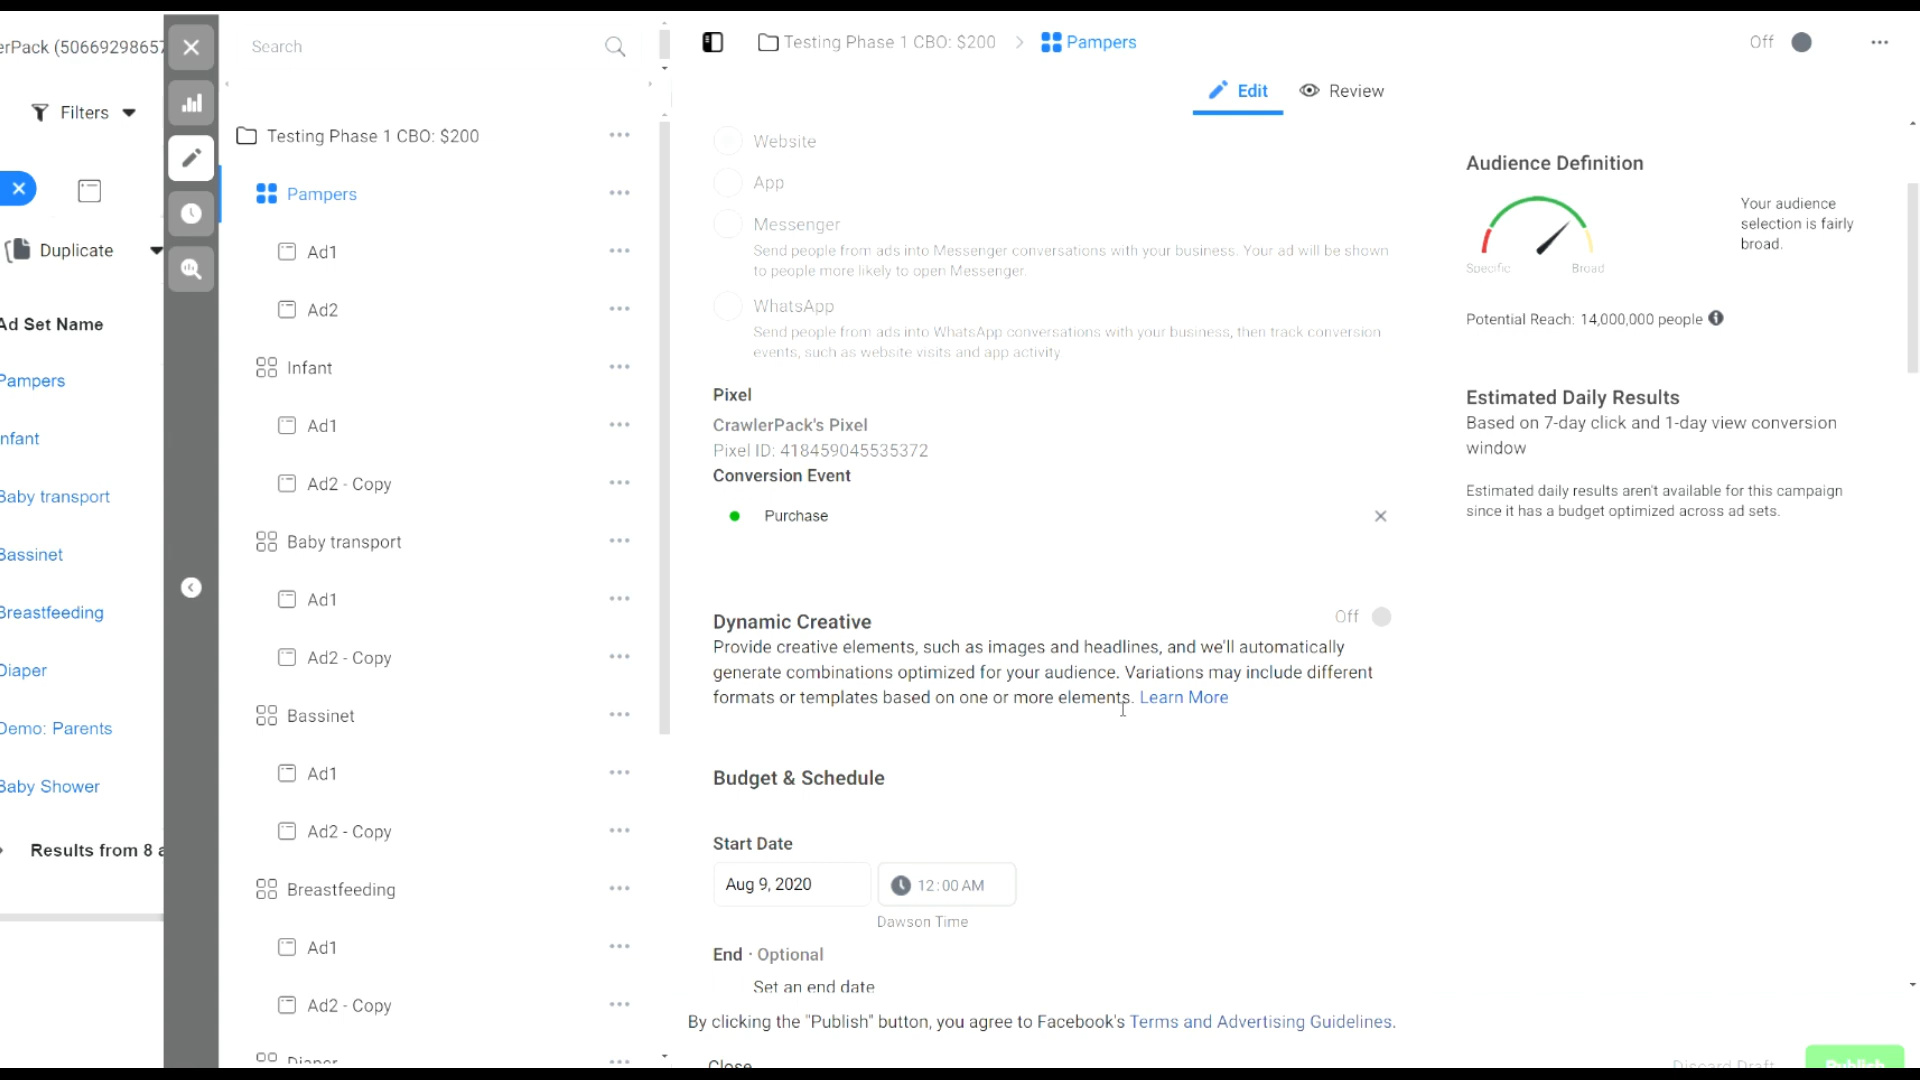 erPack (50669298657
Filters
Duplicate
Ad Set Name
Pampers
nfant
Baby transport
Bassinet
Breastfeeding
Diaper
Demo: Parents
Baby Shower
Results from 8 a
Search
Testing Phase 1 CBO: $200
Pampers
Ad1
Ad2
Infant
Ad1
Ad2 - Copy
Baby transport
Ad1
Ad2 - Copy
Bassinet
Ad1
Ad2 - Copy
Breastfeeding
Ad1
Ad2 - Copy
Diaper
Testing Phase 1 CBO: $200 > Pampers
Off
Edit
Review
Website
App
Messenger
Send people from ads into Messenger conversations with your business. Your ad will be shown
to people more likely to open Messenger.
WhatsApp
Send people from ads into WhatsApp conversations with your business, then track conversion
events, such as website visits and app activity
Pixel
CrawlerPack's Pixel
Pixel ID: 418459045535372
Conversion Event
Purchase
Dynamic Creative
Off
Provide creative elements, such as images and headlines, and we'll automatically
generate combinations optimized for your audience. Variations may include different
formats or templates based on one or more elements. Learn More
Budget & Schedule
Start Date
Aug 9, 2020
12:00 AM
Dawson Time
End · Optional
Set an end date
By clicking the "Publish" button, you agree to Facebook's Terms and Advertising Guidelines.
Close
Discard Draft
Publish
Audience Definition
Specific
Broad
Your audience
selection is fairly
broad.
Potential Reach: 14,000,000 people
Estimated Daily Results
Based on 7-day click and 1-day view conversion
window
Estimated daily results aren't available for this campaign
since it has a budget optimized across ad sets.